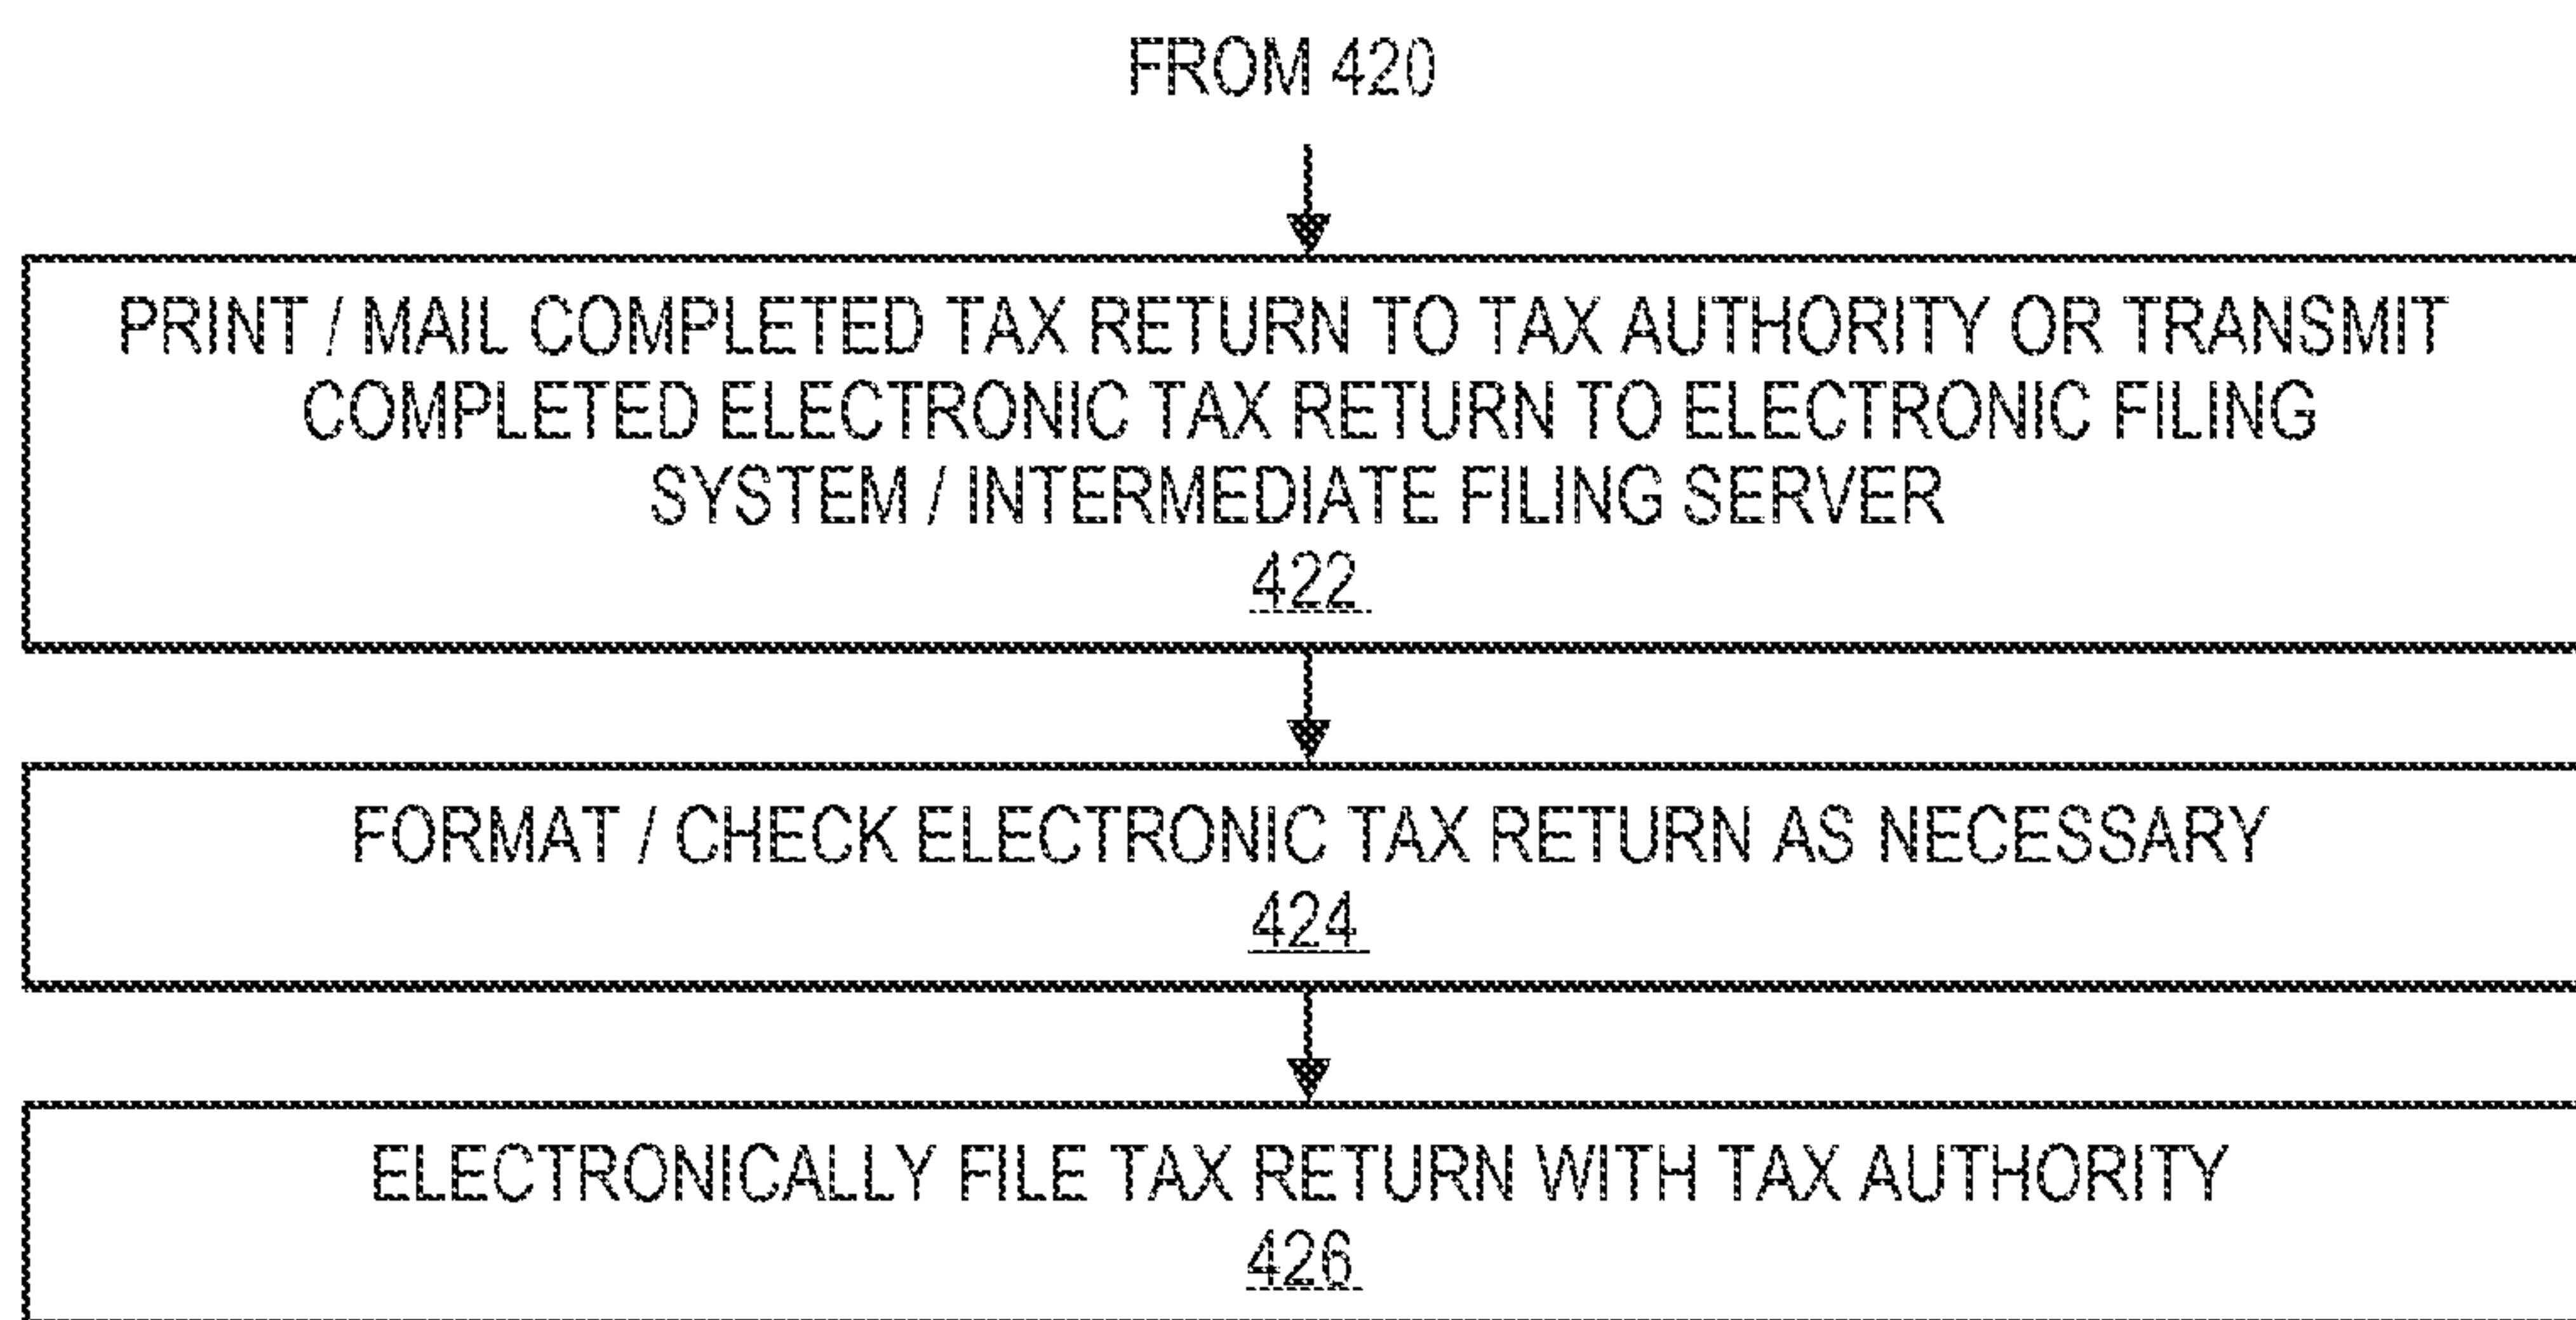 FROM 420
PRINT / MAIL COMPLETED TAX RETURN TO TAX AUTHORITY OR TRANSMIT
COMPLETED ELECTRONIC TAX RETURN TO ELECTRONIC FILING
SYSTEM / INTERMEDIATE FILING SERVER
422
FORMAT / CHECK ELECTRONIC TAX RETURN AS NECESSARY
424
ELECTRONICALLY FILE TAX RETURN WITH TAX AUTHORITY
426